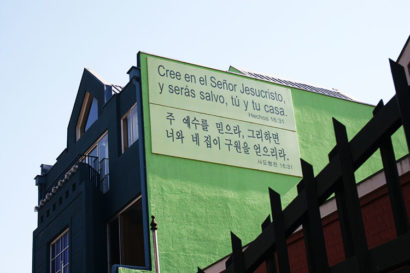 Cree en el Señor Jesucristo,
y serás salvo, tú y tu casa.
Hechos 16:31
주 예수를 믿으라, 그리하면
너와 네 집이 구원을 얻으리라.
사도행전 16:31